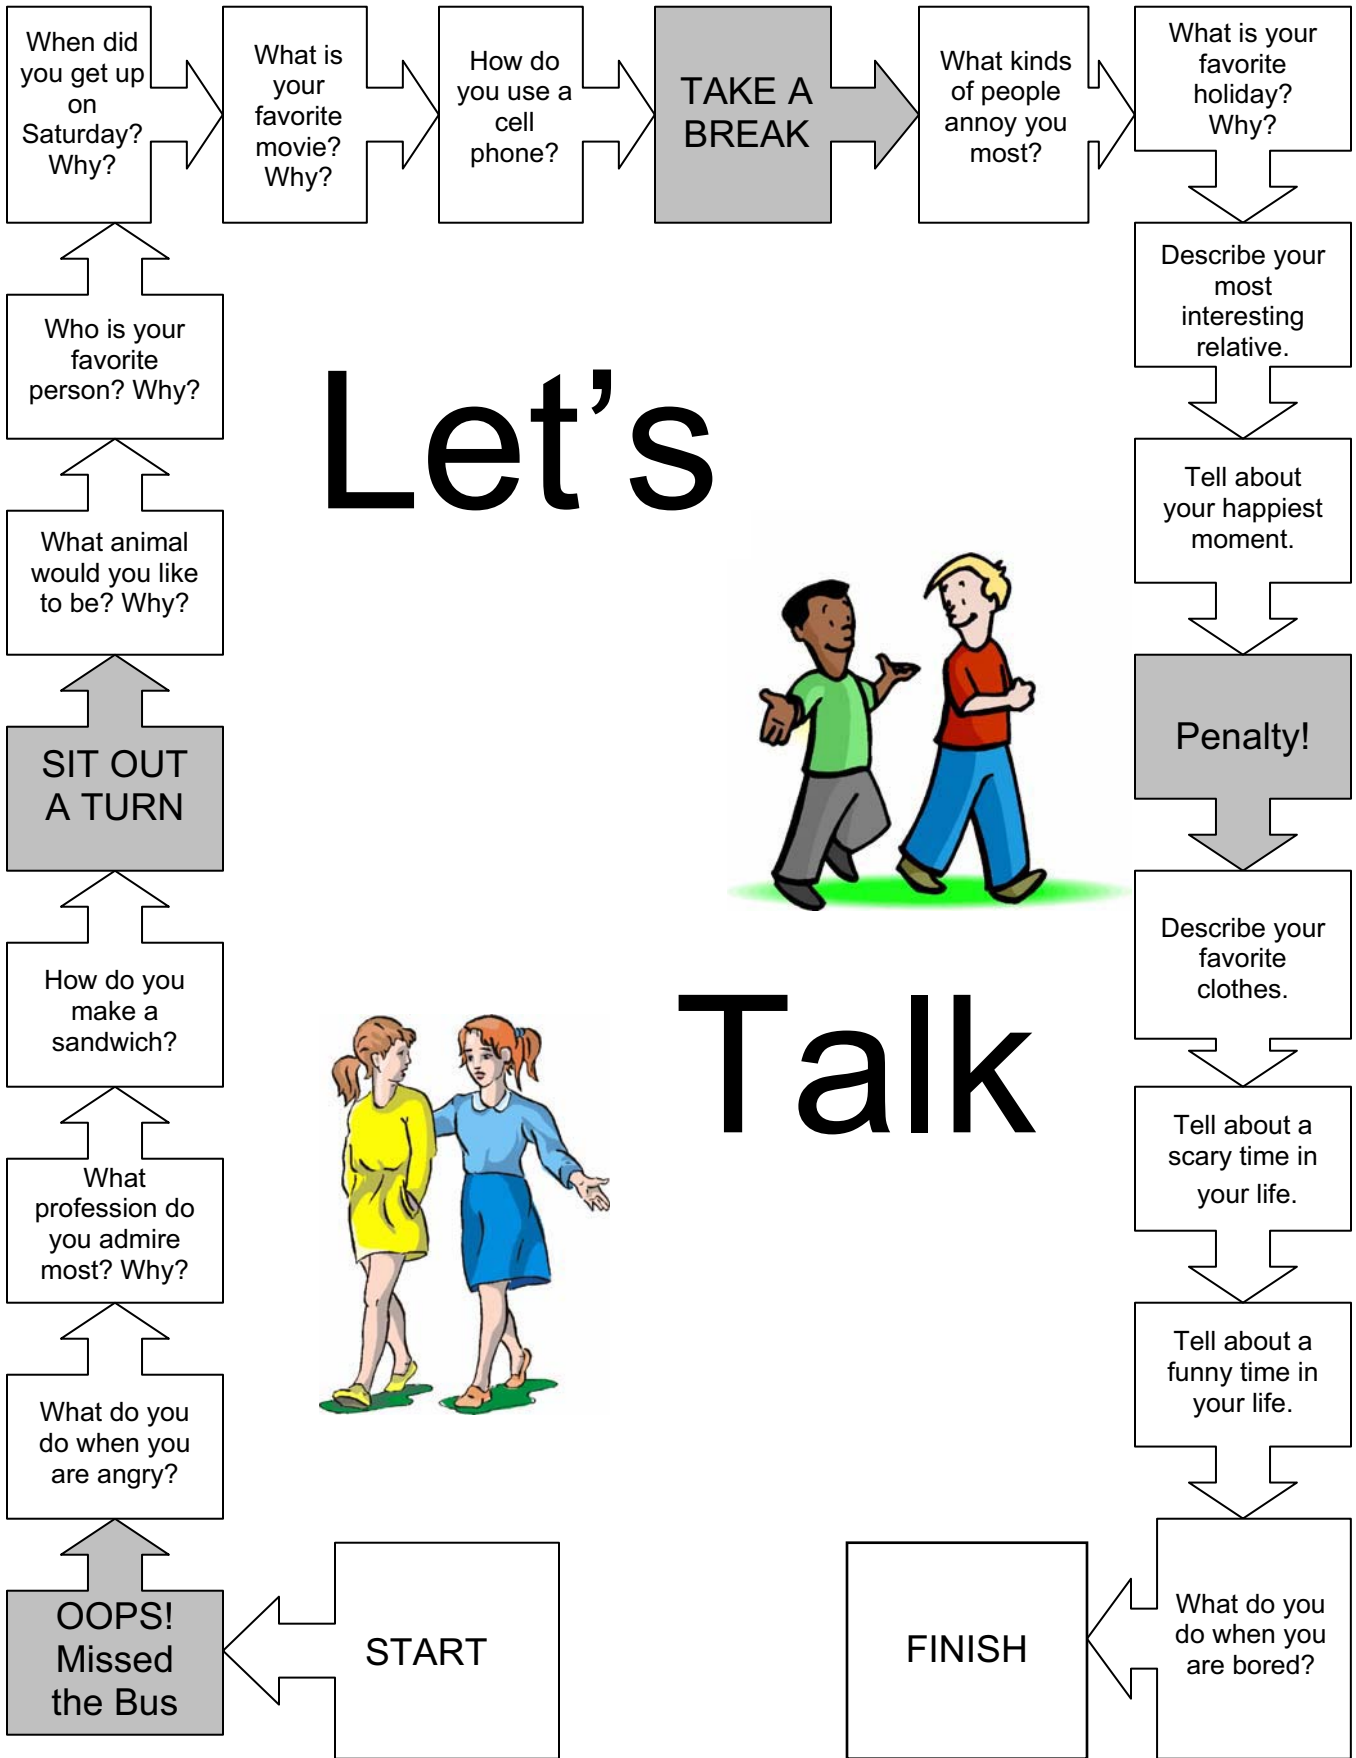 START
OOPS!
Missed
the Bus
What do you
do when you
are angry?
What
profession do
you admire
most? Why?
How do you
make a
sandwich?
SIT OUT
A TURN
What animal
would you like
to be? Why?
Who is your
favorite
person? Why?
When did
you get up
on
Saturday?
Why?
What is
your
favorite
movie?
Why?
How do
you use a
cell
phone?
TAKE A
BREAK
What kinds
of people
annoy you
most?
What is your
favorite
holiday?
Why?
Describe your
most
interesting
relative.
Tell about
your happiest
moment.
Penalty!
Describe your
favorite
clothes.
Tell about a
scary time in
your life.
Tell about a
funny time in
your life.
What do you
do when you
are bored?
FINISH
Let’s
Talk